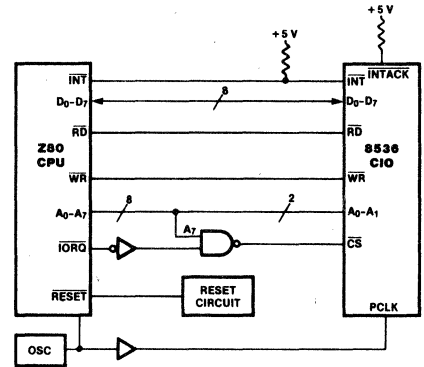 +5 V
+5 V
INT
INT
INTACK
D0-D7
8
D0-D7
RD
RD
Z80
CPU
8536
CIO
WR
WR
A0-A7
8
2
A0-A1
A7
IORQ
CS
RESET
RESET
CIRCUIT
PCLK
OSC